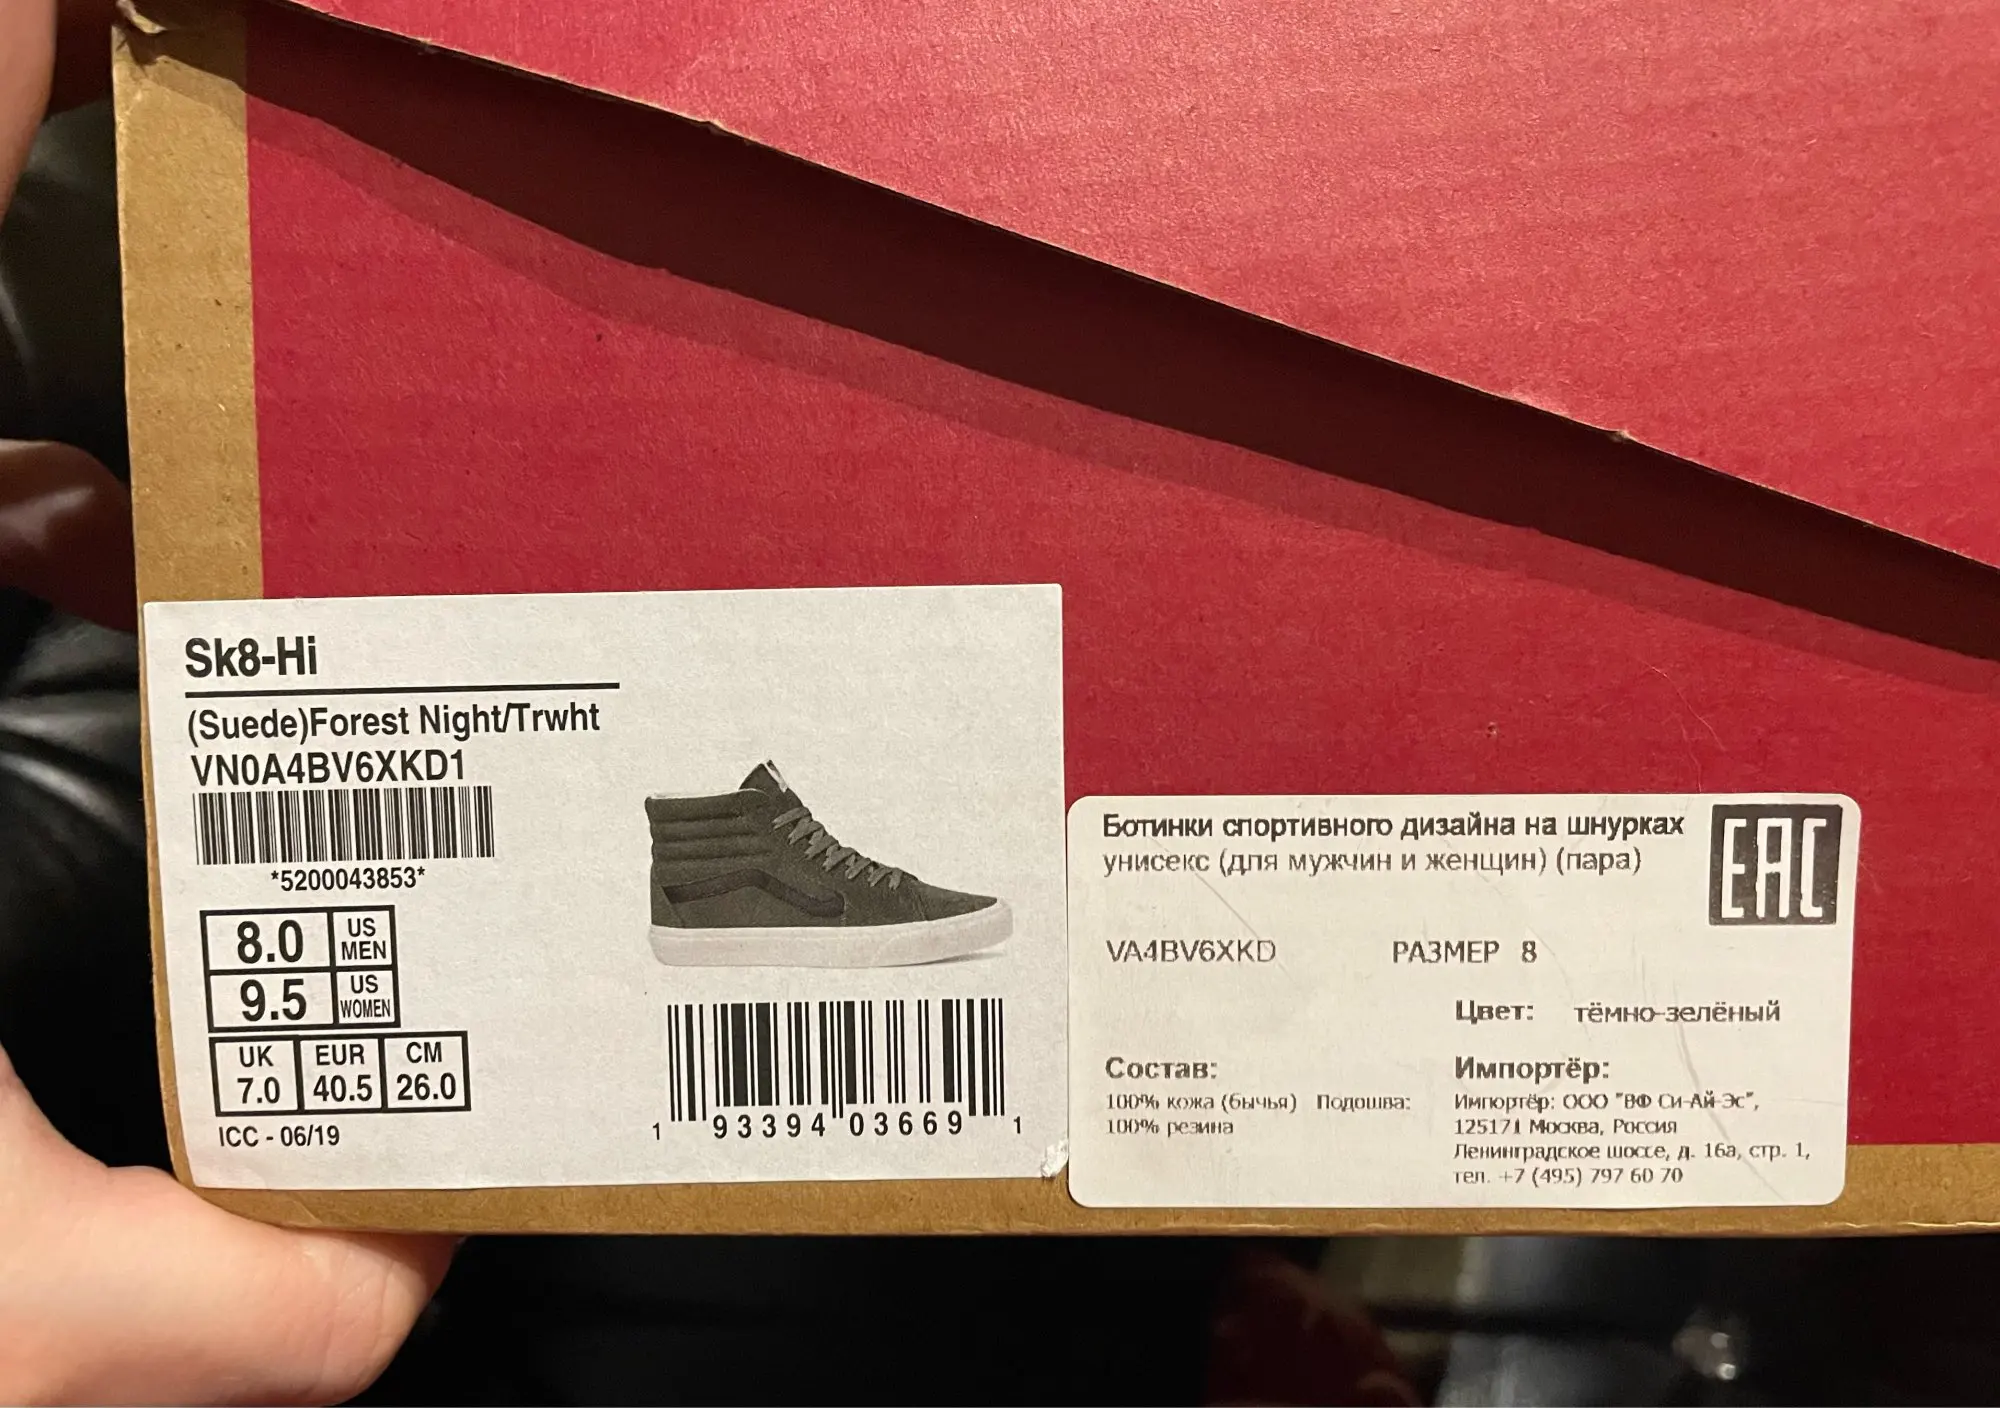 Sk8-Hi
(Suede)Forest Night/Trwht
VN0A4BV6XKD1
*5200043853*
8.0 US MEN
9.5 US WOMEN
UK EUR CM
7.0 40.5 26.0
ICC - 06/19
1 93394 03669 1
Ботинки спортивного дизайна на шнурках
унисекс (для мужчин и женщин) (пара)
EAC
VA4BV6XKD РАЗМЕР 8
Цвет: тёмно-зелёный
Состав:
100% кожа (бычья) Подошва:
100% резина
Импортёр:
Импортёр: ООО "ВФ Си-Ай-Эс",
125171 Москва, Россия
Ленинградское шоссе, д. 16а, стр. 1,
тел. +7 (495) 797 60 70